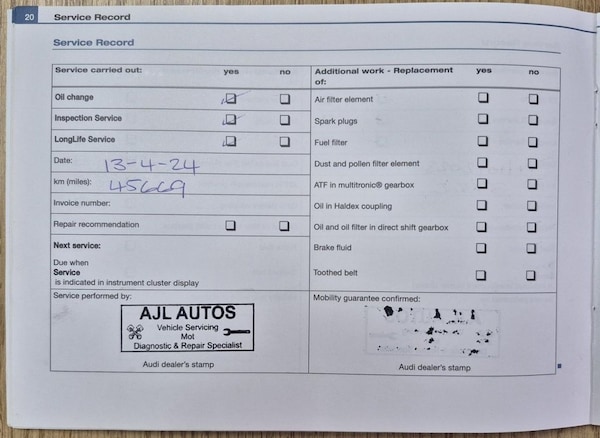 20 Service Record
Service Record
Service carried out: yes no
Oil change
Inspection Service
LongLife Service
Date: 13-4-24
km (miles): 45669
Invoice number:
Repair recommendation
Next service:
Due when
Service
is indicated in instrument cluster display
Service performed by:
AJL AUTOS
Vehicle Servicing
Mot
Diagnostic & Repair Specialist
Audi dealer's stamp
Additional work - Replacement yes no
of:
Air filter element
Spark plugs
Fuel filter
Dust and pollen filter element
ATF in multitronic® gearbox
Oil in Haldex coupling
Oil and oil filter in direct shift gearbox
Brake fluid
Toothed belt
Mobility guarantee confirmed:
Audi dealer's stamp